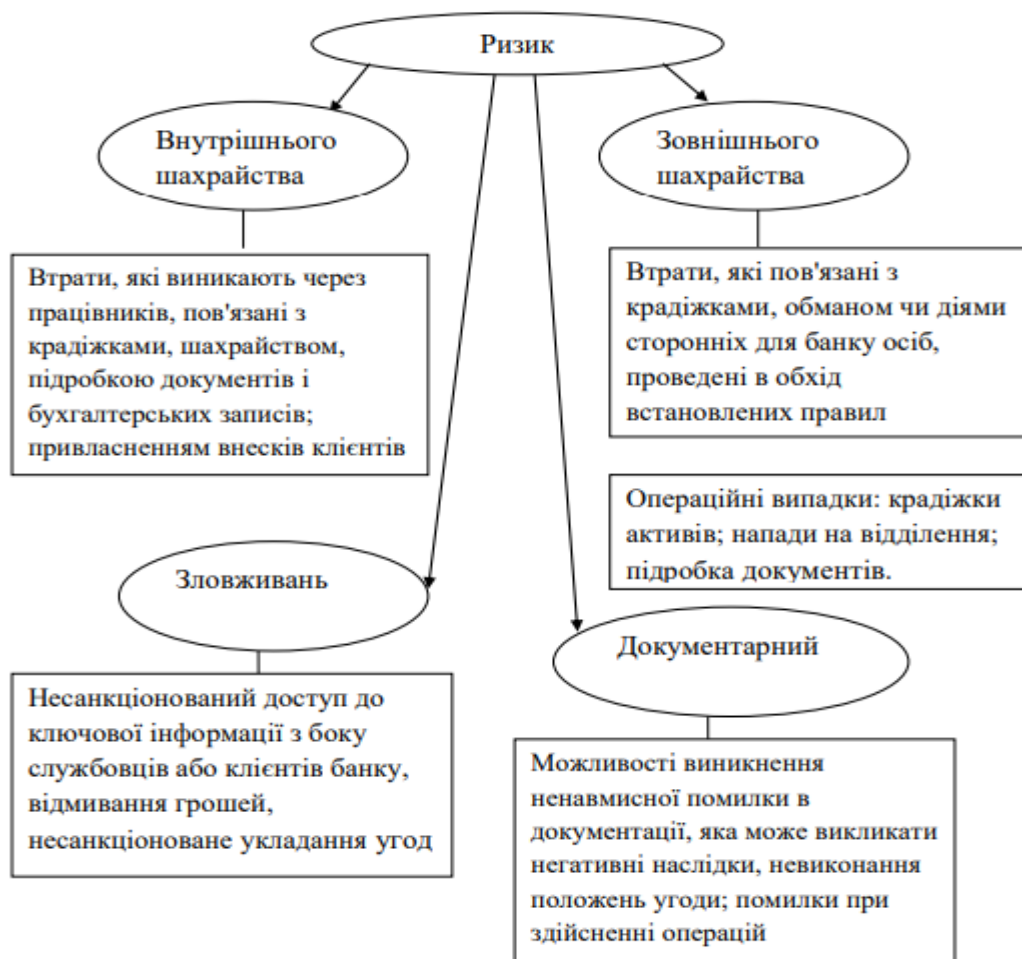 Ризик
Внутрішнього
шахрайства
Зовнішнього
шахрайства
Втрати, які виникають через
працівників, пов'язані з
крадіжками, шахрайством,
підробкою документів і
бухгалтерських записів;
привласненням внесків клієнтів
Втрати, які пов'язані з
крадіжками, обманом чи діями
сторонніх для банку осіб,
проведені в обхід
встановлених правил
Операційні випадки: крадіжки
активів; напади на відділення;
підробка документів.
Зловживань
Документарний
Несанкціонований доступ до
ключової інформації з боку
службовців або клієнтів банку,
відмивання грошей,
несанкціоноване укладання угод
Можливості виникнення
ненавмисної помилки в
документації, яка може викликати
негативні наслідки, невиконання
положень угоди; помилки при
здійсненні операцій